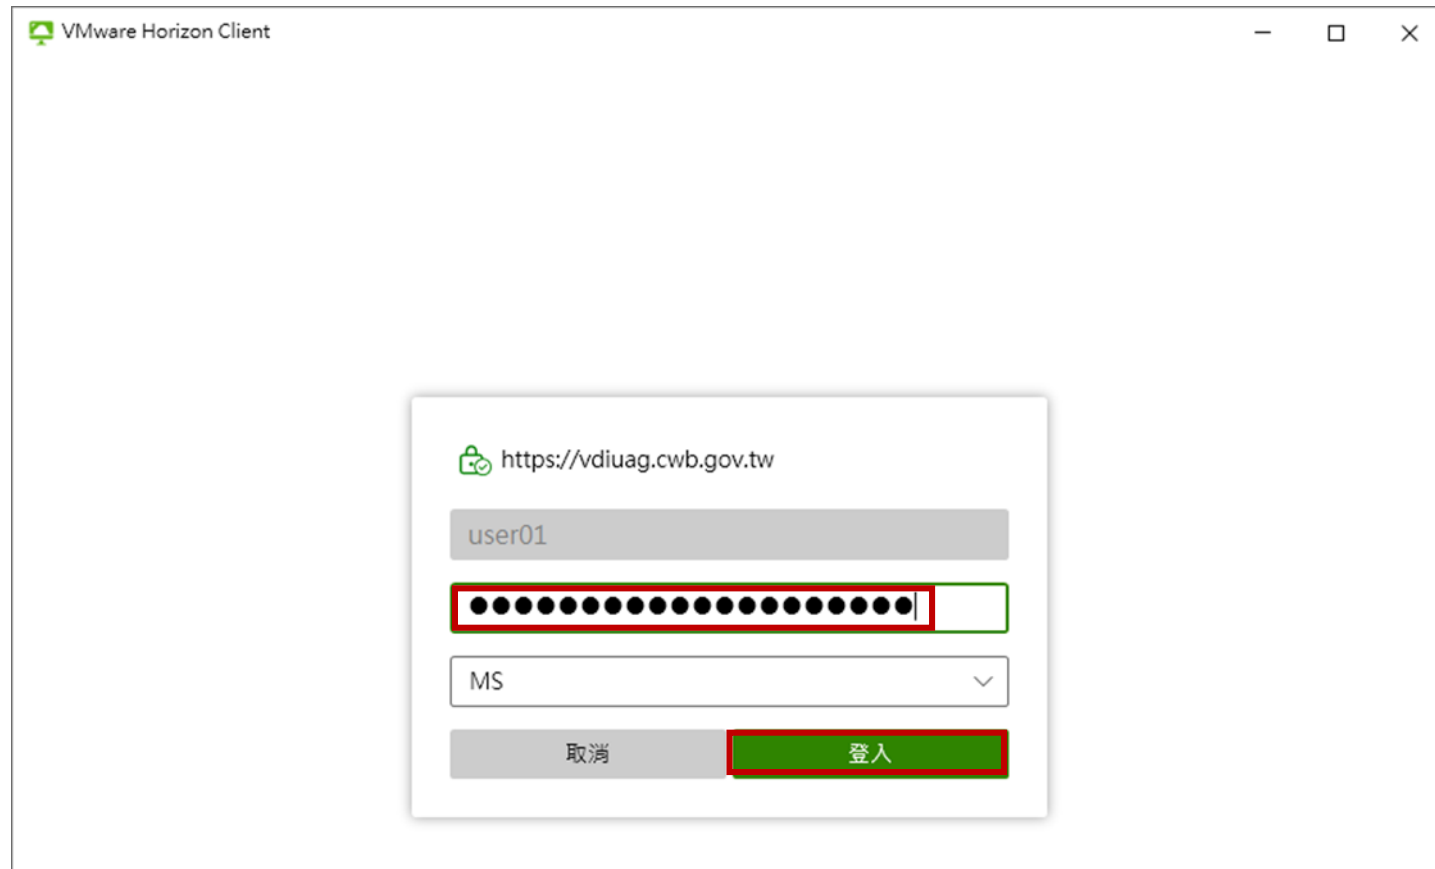 VMware Horizon Client
https://vdiuag.cwb.gov.tw
user01
●●●●●●●●●●●●●●●●●●●●
MS
取消 登入